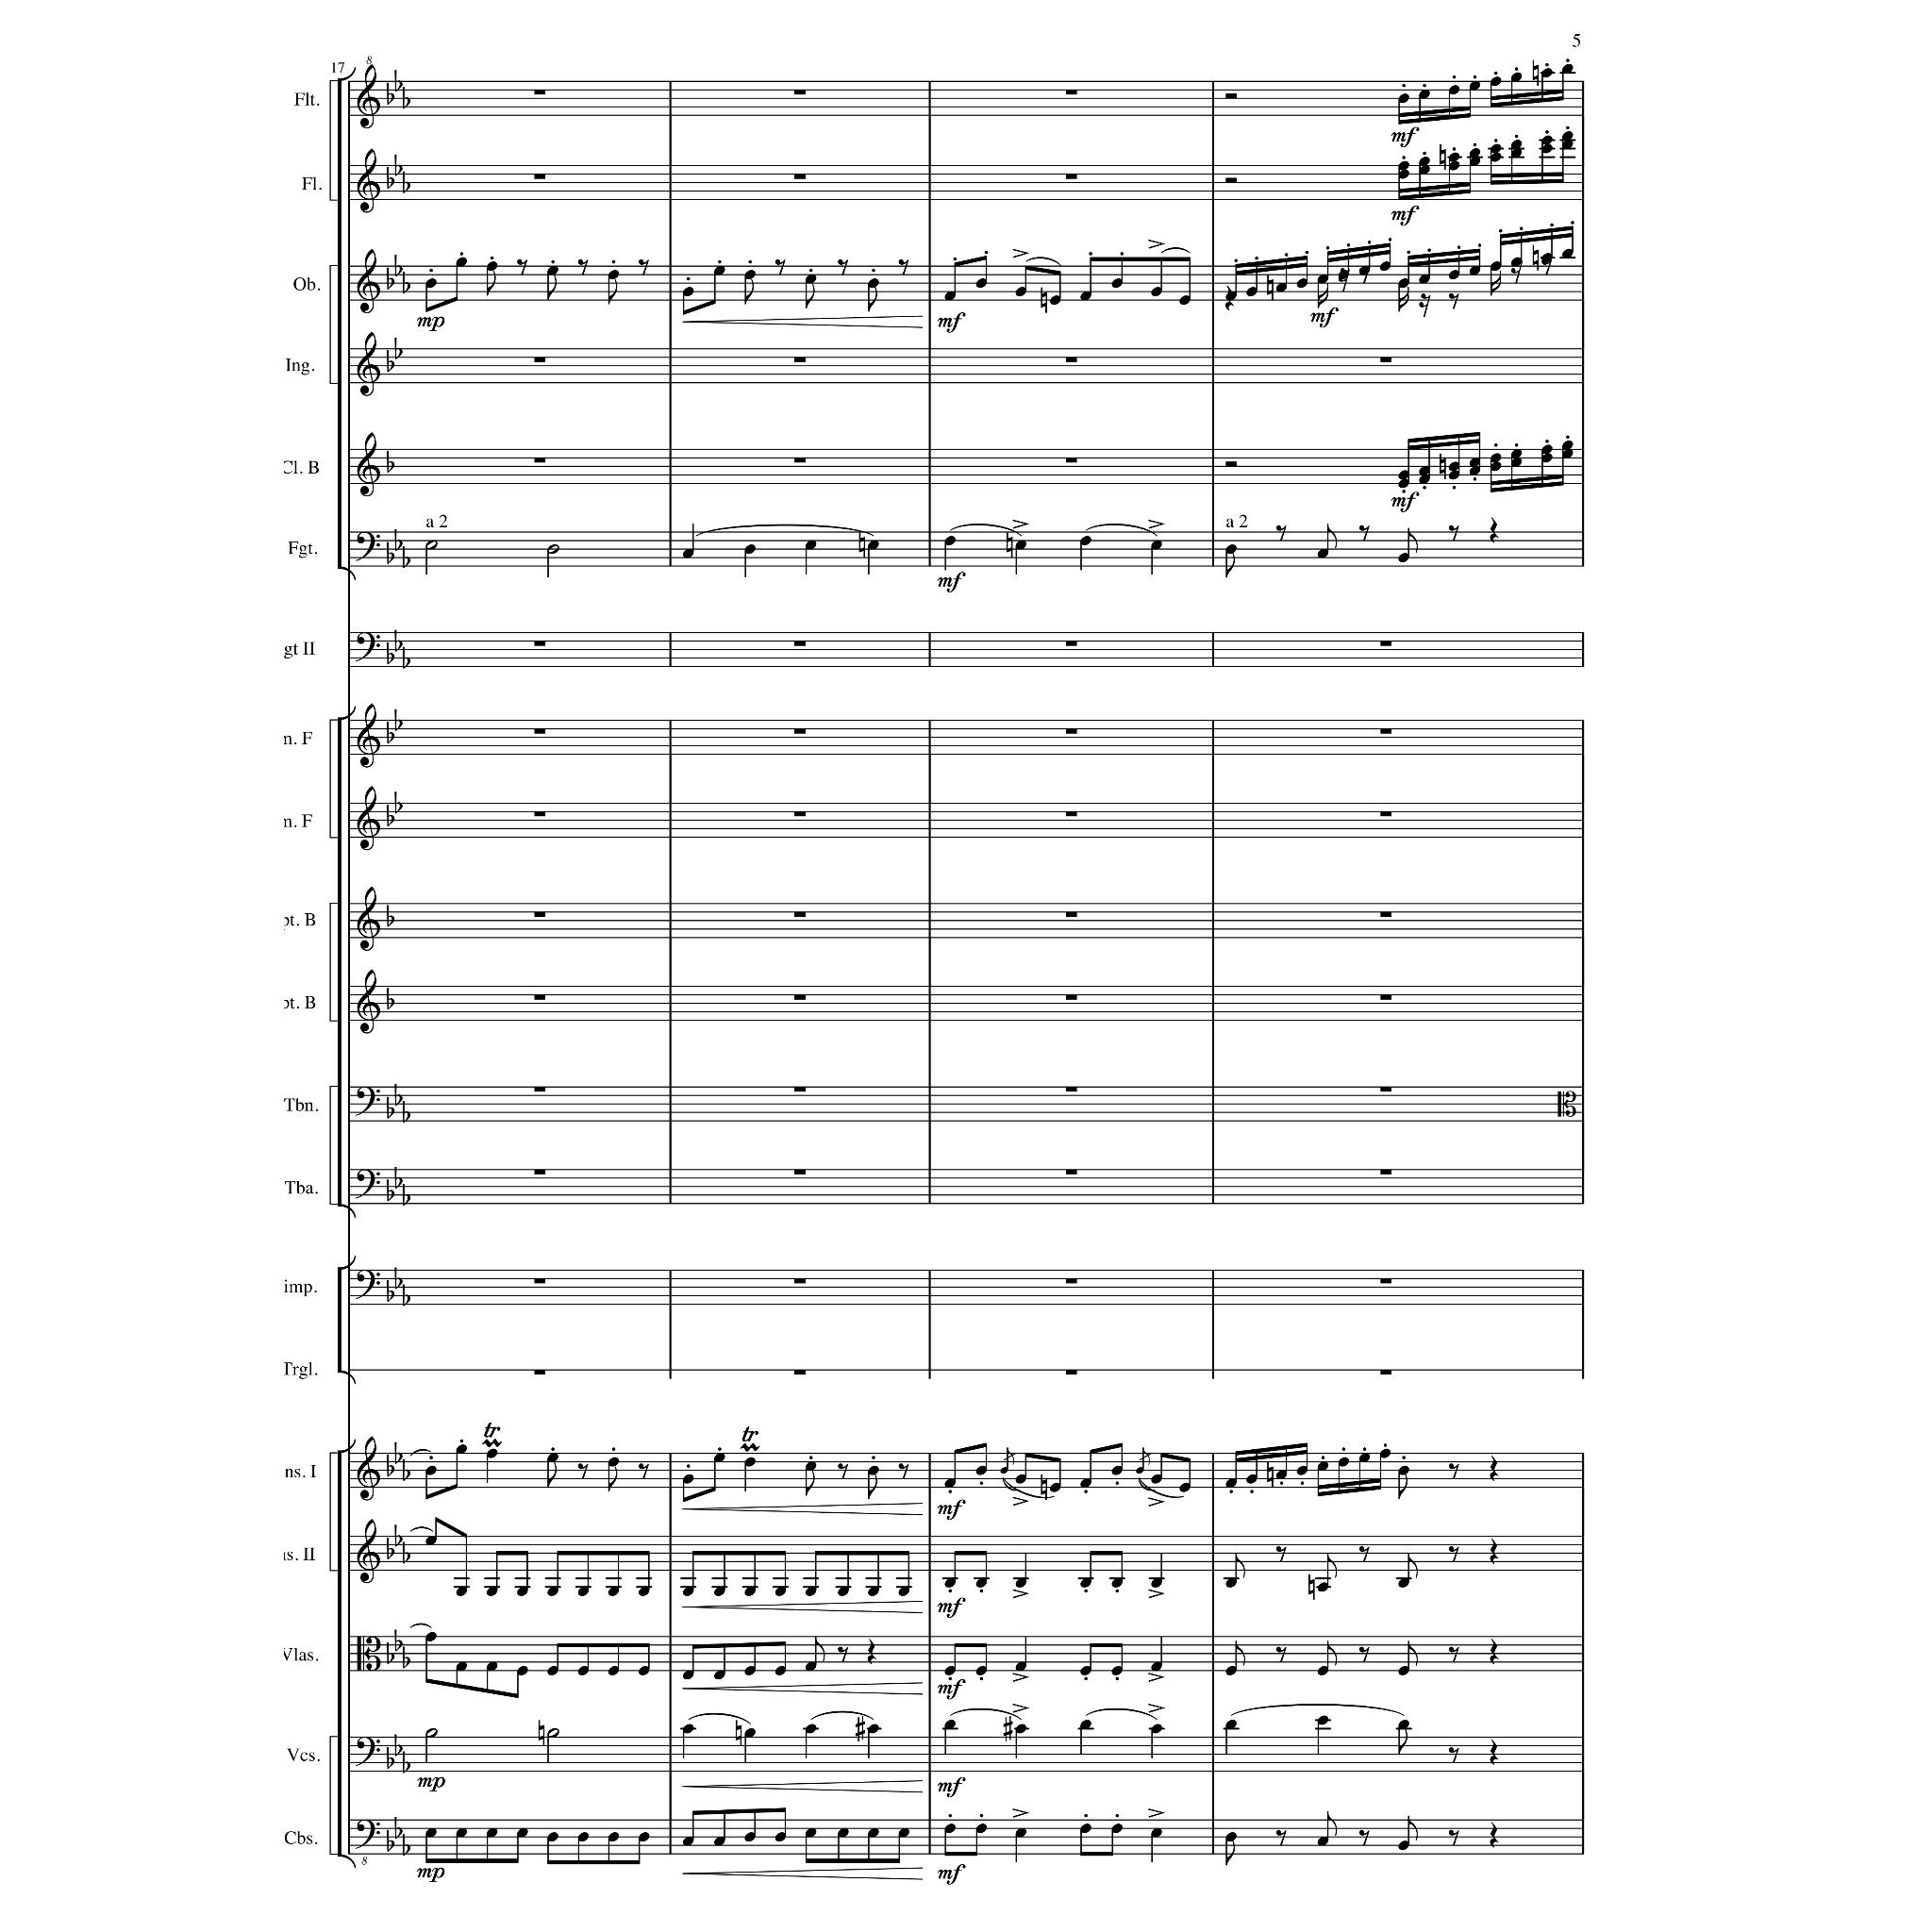 5
17
8
Flt.
mf
Fl.
mf
Ob.
mp
mf
mf
Ing.
Cl. B
mf
Fgt.
a 2
mf
a 2
gt II
n. F
n. F
pt. B
pt. B
Tbn.
Tba.
imp.
Trgl.
ns. I
tr
tr
mf
ns. II
mf
Vlas.
mf
Vcs.
mp
mf
Cbs.
8
mp
mf